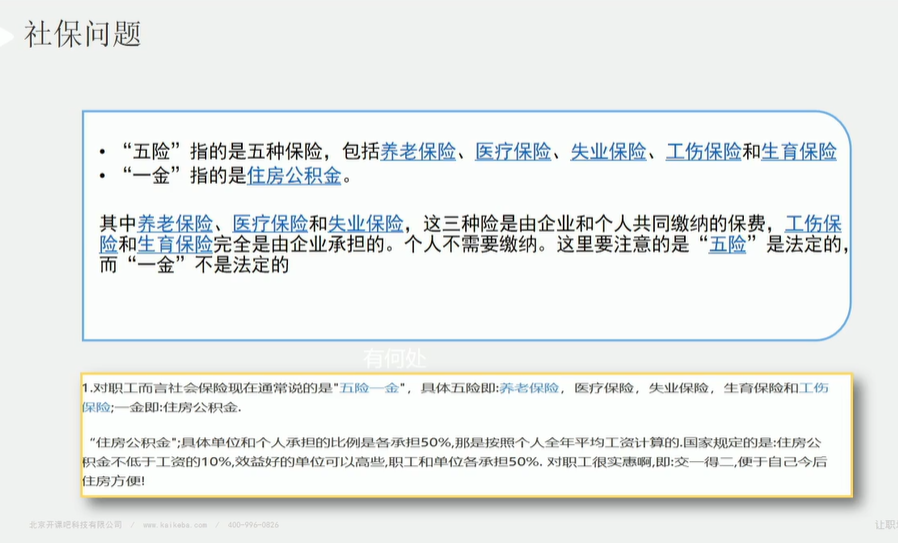 社保问题
• “五险”指的是五种保险，包括养老保险、医疗保险、失业保险、工伤保险和生育保险
• “一金”指的是住房公积金。
其中养老保险、医疗保险和失业保险，这三种险是由企业和个人共同缴纳的保费，工伤保
险和生育保险完全是由企业承担的。个人不需要缴纳。这里要注意的是“五险”是法定的，
而“一金”不是法定的
有何处
1.对职工而言社会保险现在通常说的是"五险一金"，具体五险即:养老保险，医疗保险，失业保险，生育保险和工伤
保险;一金即:住房公积金.
“住房公积金";具体单位和个人承担的比例是各承担50%,那是按照个人全年平均工资计算的.国家规定的是:住房公
积金不低于工资的10%,效益好的单位可以高些,职工和单位各承担50%. 对职工很实惠啊,即:交一得二,便于自己今后
住房方便!
北京开课吧科技有限公司 / www.kaikeba.com / 400-996-0826
让职